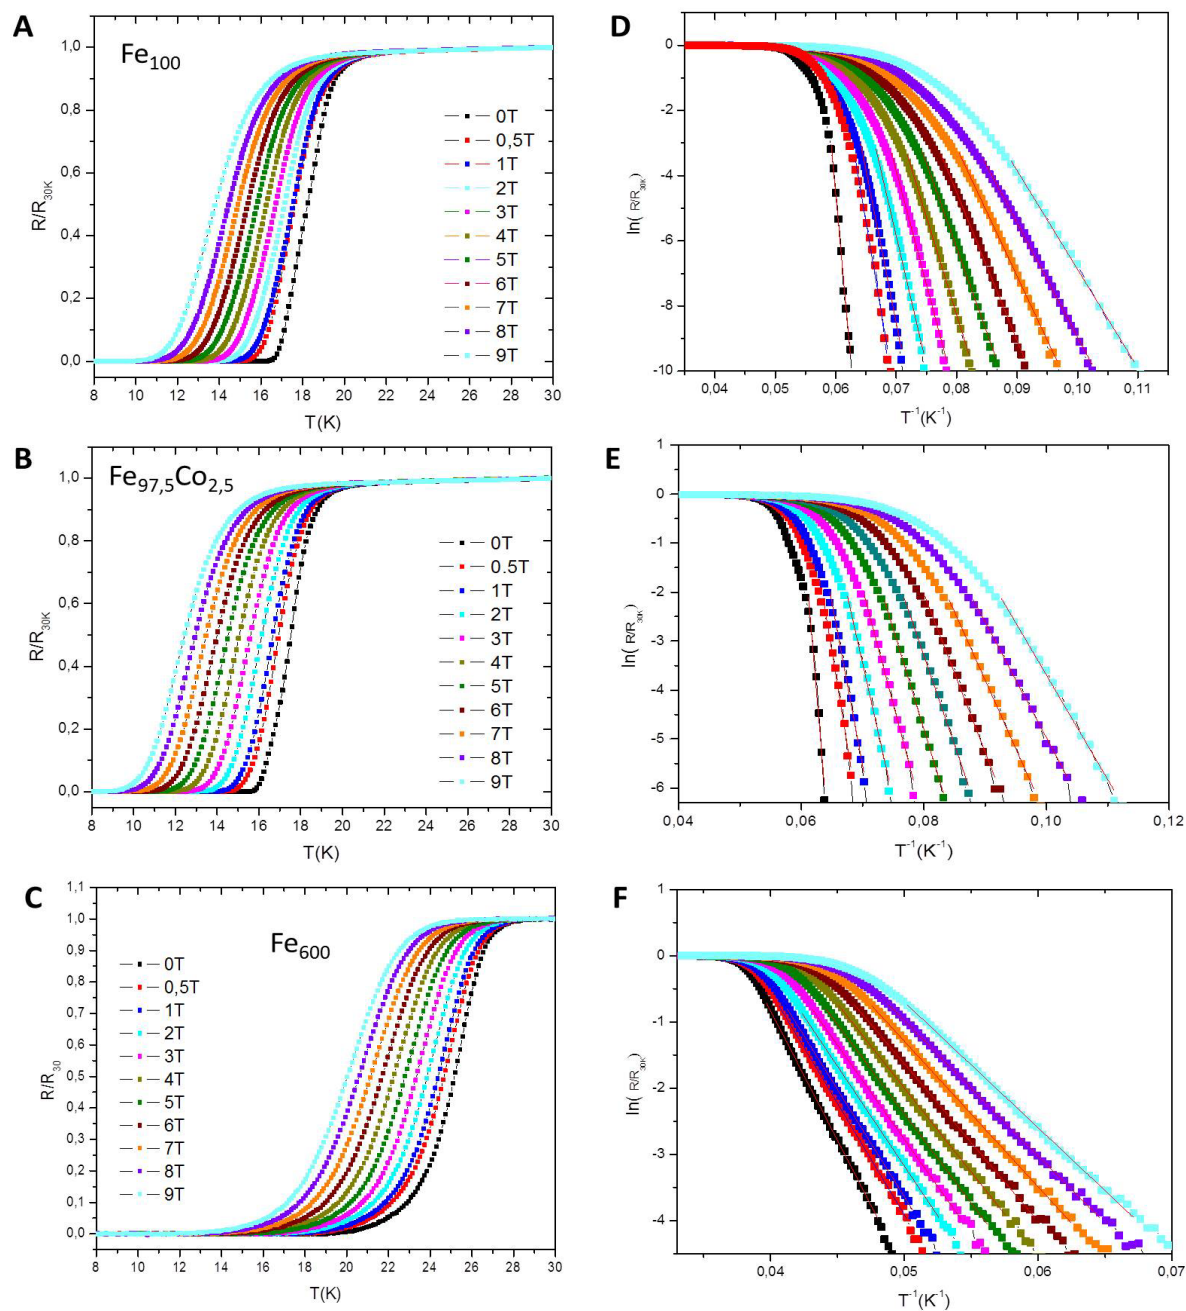 A
Fe100
1,0
0,8
0,6
0,4
0,2
0,0
R/R30K
0T
0,5T
1T
2T
3T
4T
5T
6T
7T
8T
9T
8 10 12 14 16 18 20 22 24 26 28 30
T(K)
D
0
-2
-4
-6
-8
-10
ln( R/R30K)
0,04 0,05 0,06 0,07 0,08 0,09 0,10 0,11
T-1(K-1)
B
Fe97,5Co2,5
1,0
0,8
0,6
0,4
0,2
0,0
R/R30K
0T
0.5T
1T
2T
3T
4T
5T
6T
7T
8T
9T
8 10 12 14 16 18 20 22 24 26 28 30
T(K)
E
1
0
-1
-2
-3
-4
-5
-6
ln( R/R30K)
0,04 0,06 0,08 0,10 0,12
T-1(K-1)
C
Fe600
1,1
1,0
0,9
0,8
0,7
0,6
0,5
0,4
0,3
0,2
0,1
0,0
R/R30
0T
0,5T
1T
2T
3T
4T
5T
6T
7T
8T
9T
8 10 12 14 16 18 20 22 24 26 28 30
T(K)
F
1
0
-1
-2
-3
-4
ln( R/R30K)
0,04 0,05 0,06 0,07
T-1(K-1)